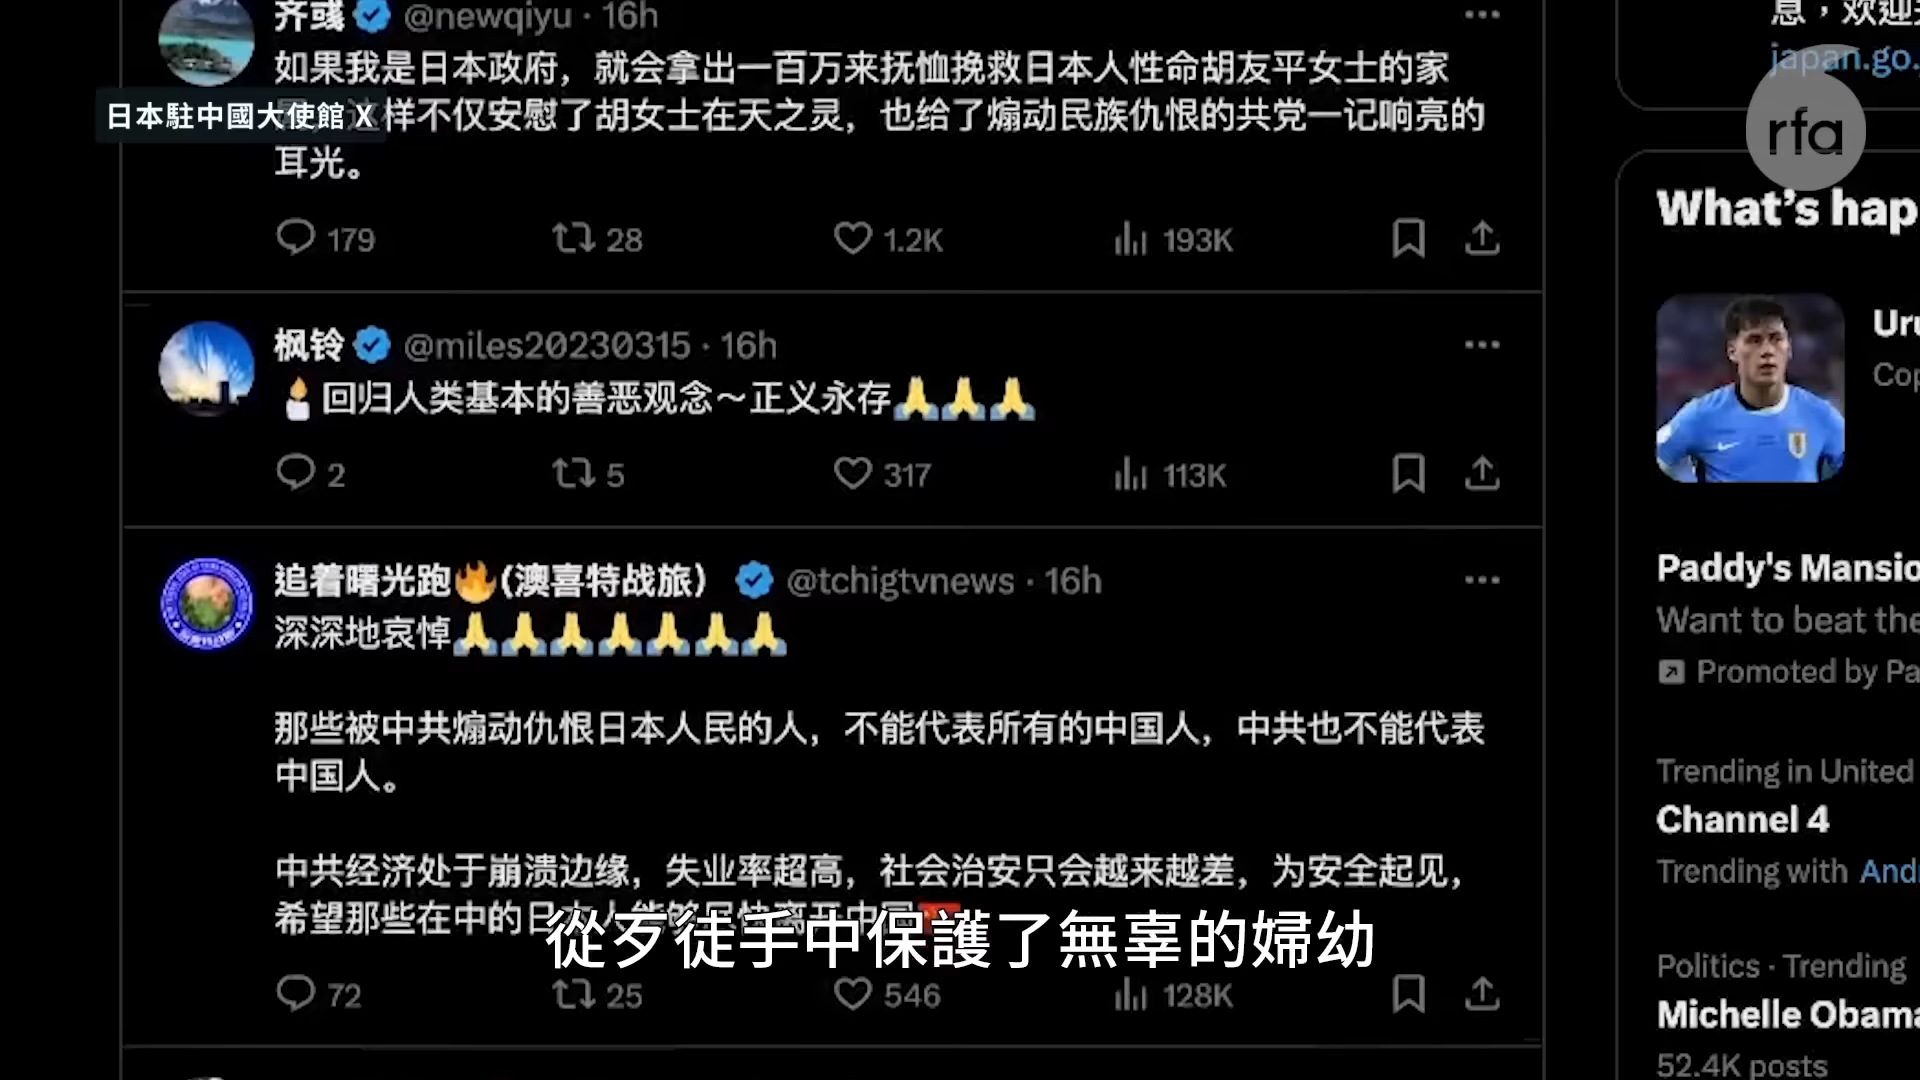 齐彧 @newqiyu · 16h
如果我是日本政府，就会拿出一百万来抚恤挽救日本人性命胡友平女士的家
样不仅安慰了胡女士在天之灵，也给了煽动民族仇恨的共党一记响亮的
耳光。
日本駐中國大使館 X
179 28 1.2K 193K
枫铃 @miles20230315 · 16h
🕯回归人类基本的善恶观念～正义永存🙏🙏🙏
2 5 317 113K
追着曙光跑🔥(澳喜特战旅) @tchigtvnews · 16h
深深地哀悼🙏🙏🙏🙏🙏🙏🙏
那些被中共煽动仇恨日本人民的人，不能代表所有的中国人，中共也不能代表
中国人。
中共经济处于崩溃边缘，失业率超高，社会治安只会越来越差，为安全起见，
希望那些在中的日本人能够尽快离开中国🇨🇳
從歹徒手中保護了無辜的婦幼
72 25 546 128K
息，欢迎
japan.go.
rfa
What's hap
Uru
Cop
Paddy's Mansio
Want to beat the
Promoted by Pa
Trending in United
Channel 4
Trending with And
Politics · Trending
Michelle Obama
52.4K posts